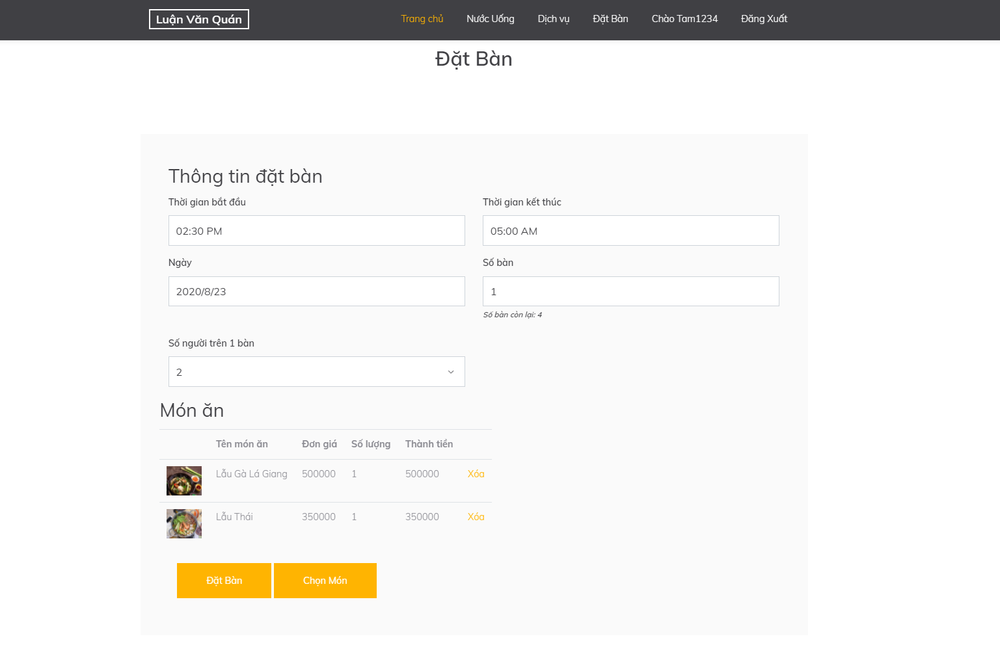 Luận Văn Quán
Trang chủ Nước Uống Dịch vụ Đặt Bàn Chào Tam1234 Đăng Xuất
Đặt Bàn
Thông tin đặt bàn
Thời gian bắt đầu Thời gian kết thúc
02:30 PM 05:00 AM
Ngày Số bàn
2020/8/23 1
Số bàn còn lại: 4
Số người trên 1 bàn
2
Món ăn
Tên món ăn Đơn giá Số lượng Thành tiền
Lẩu Gà Lá Giang 500000 1 500000 Xóa
Lẩu Thái 350000 1 350000 Xóa
Đặt Bàn Chọn Món